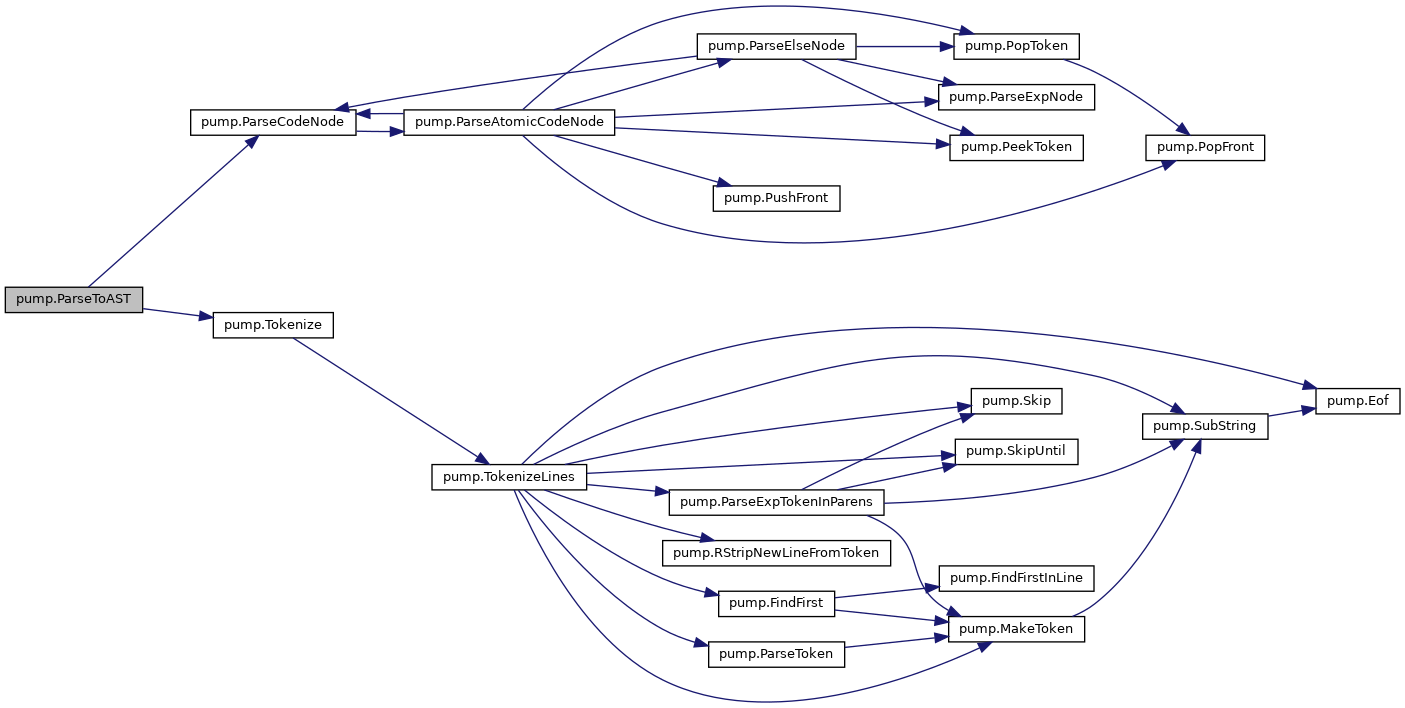 pump.ParseElseNode
pump.PopToken
pump.ParseExpNode
pump.ParseCodeNode
pump.ParseAtomicCodeNode
pump.PeekToken
pump.PopFront
pump.PushFront
pump.ParseToAST
pump.Tokenize
pump.Skip
pump.Eof
pump.SubString
pump.SkipUntil
pump.TokenizeLines
pump.ParseExpTokenInParens
pump.RStripNewLineFromToken
pump.FindFirstInLine
pump.FindFirst
pump.MakeToken
pump.ParseToken